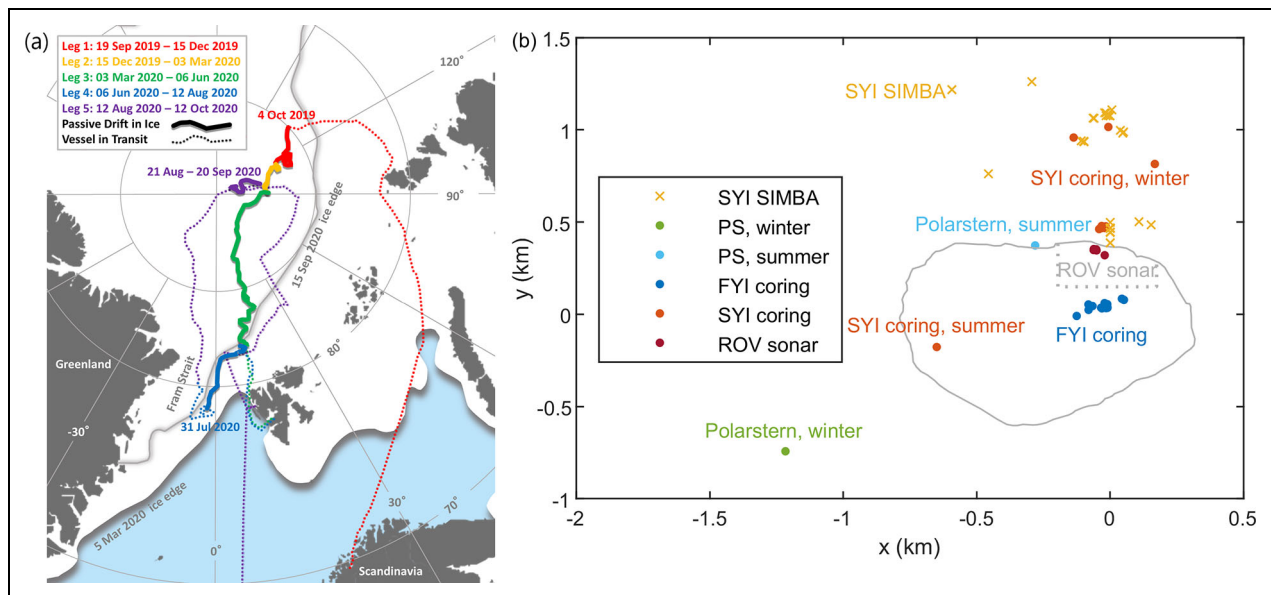 (a)
Leg 1: 19 Sep 2019 – 15 Dec 2019
Leg 2: 15 Dec 2019 – 03 Mar 2020
Leg 3: 03 Mar 2020 – 06 Jun 2020
Leg 4: 06 Jun 2020 – 12 Aug 2020
Leg 5: 12 Aug 2020 – 12 Oct 2020
Passive Drift in Ice
Vessel in Transit
120˚
4 Oct 2019
21 Aug – 20 Sep 2020
90˚
15 Sep 2020 ice edge
80˚
Greenland
Fram Strait
-30˚
31 Jul 2020
5 Mar 2020 ice edge
30˚
70˚
0˚
Scandinavia
(b)
1.5
1
0.5
0
-0.5
-1
y (km)
-2
-1.5
-1
-0.5
0
0.5
x (km)
SYI SIMBA
SYI coring, winter
Polarstern, summer
ROV sonar
SYI coring, summer
FYI coring
Polarstern, winter
SYI SIMBA
PS, winter
PS, summer
FYI coring
SYI coring
ROV sonar